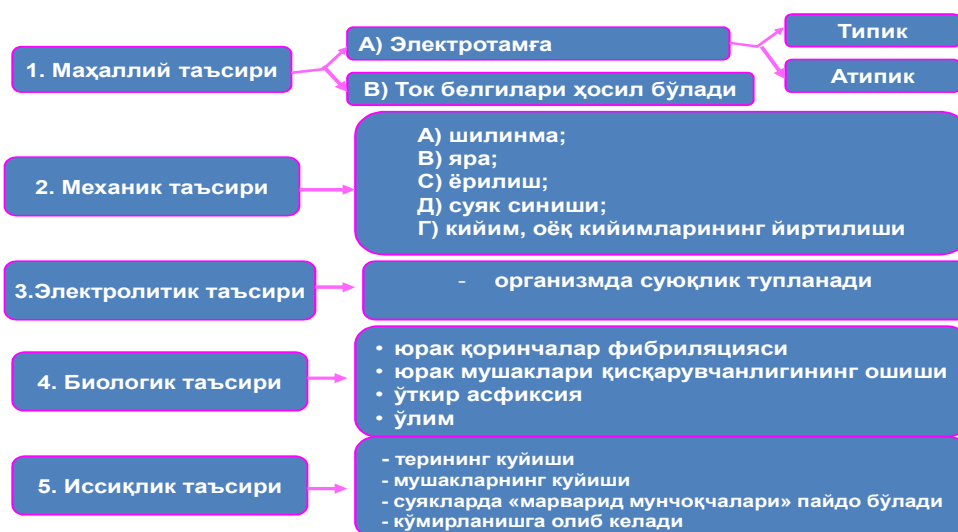 1. Маҳаллий таъсири
А) Электротамға
Типик
Атипик
В) Ток белгилари ҳосил бўлади
2. Механик таъсири
А) шилинма;
В) яра;
С) ёрилиш;
Д) суяк синиши;
Г) кийим, оёқ кийимларининг йиртилиши
3.Электролитик таъсири
- организмда суюқлик тупланади
4. Биологик таъсири
• юрак қоринчалар фибриляцияси
• юрак мушаклари қисқарувчанлигининг ошиши
• ўткир асфиксия
• ўлим
5. Иссиқлик таъсири
- терининг куйиши
- мушакларнинг куйиши
- суякларда «марварид мунчоқчалари» пайдо бўлади
- кўмирланишга олиб келади